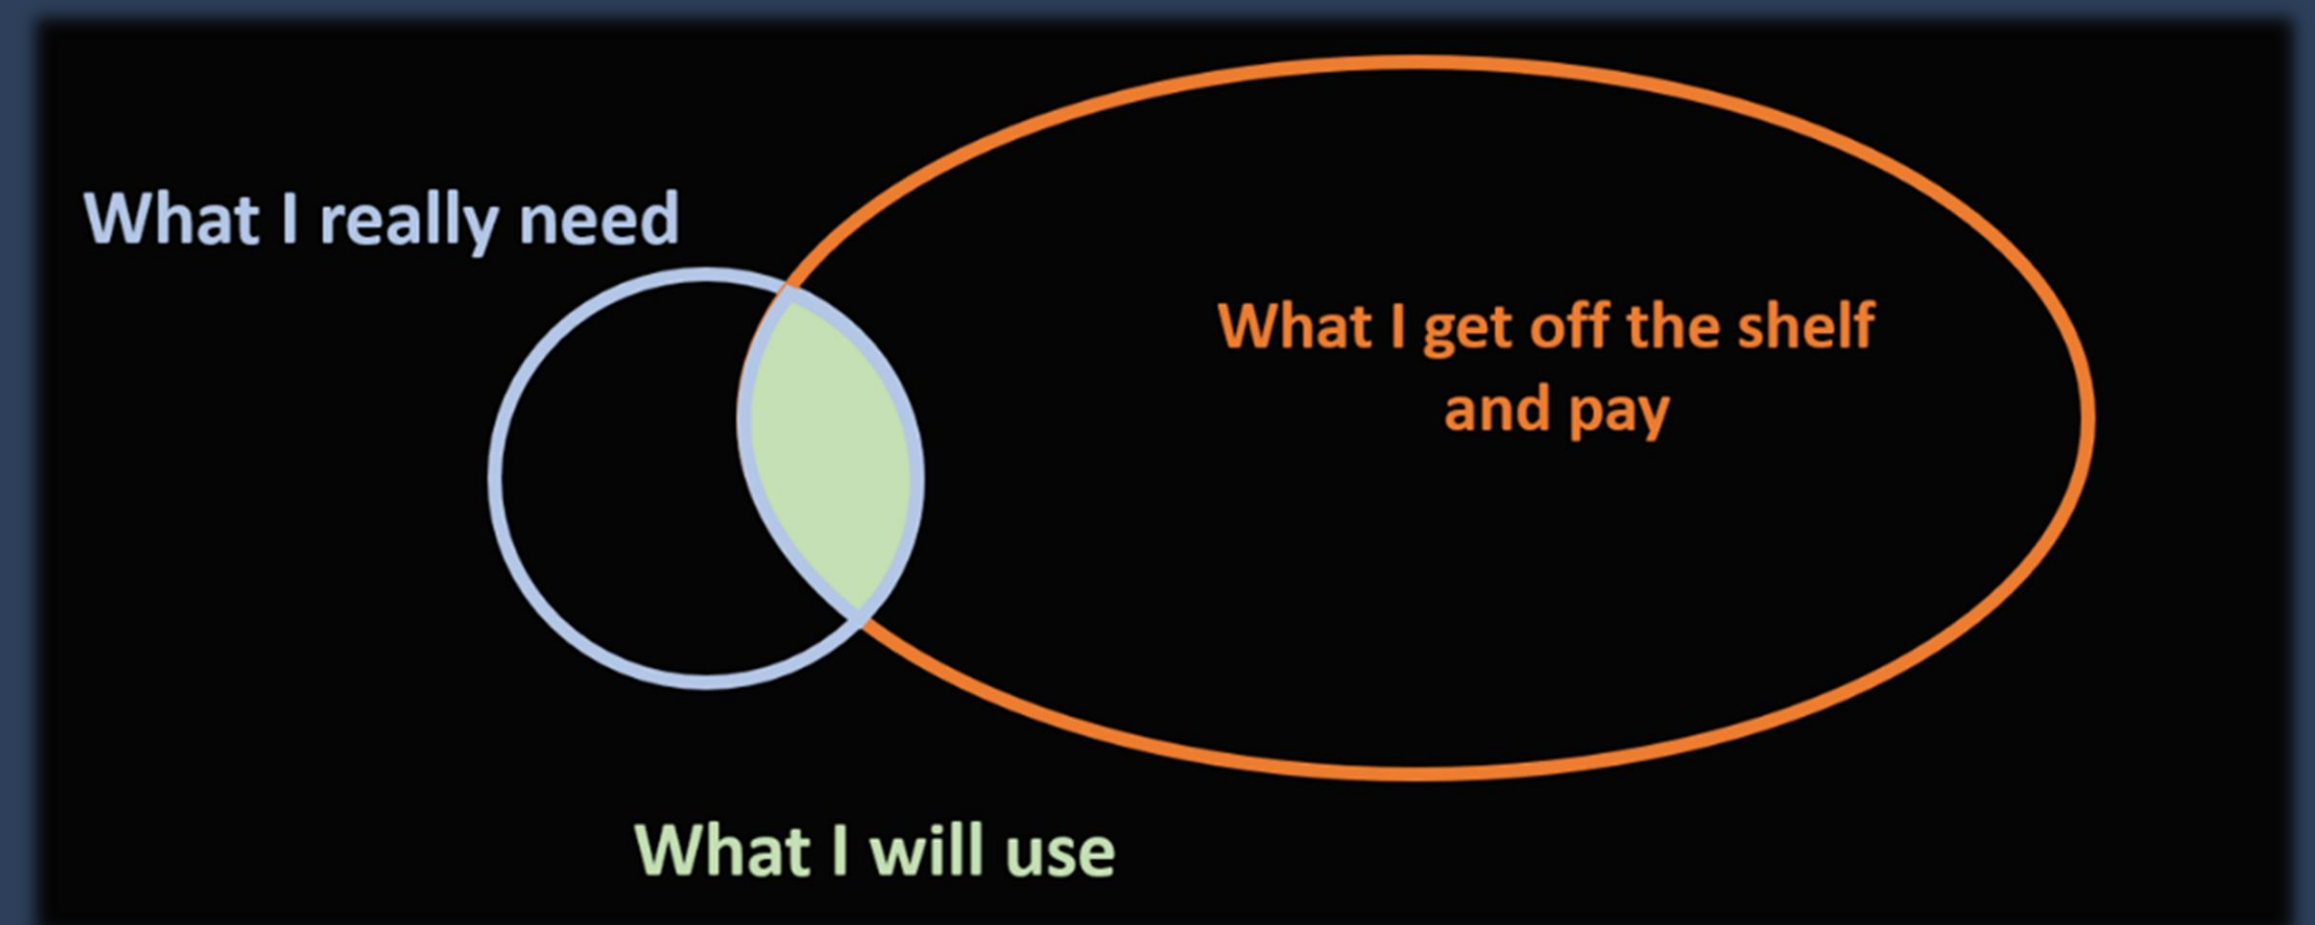 What I really need
What I get off the shelf
and pay
What I will use